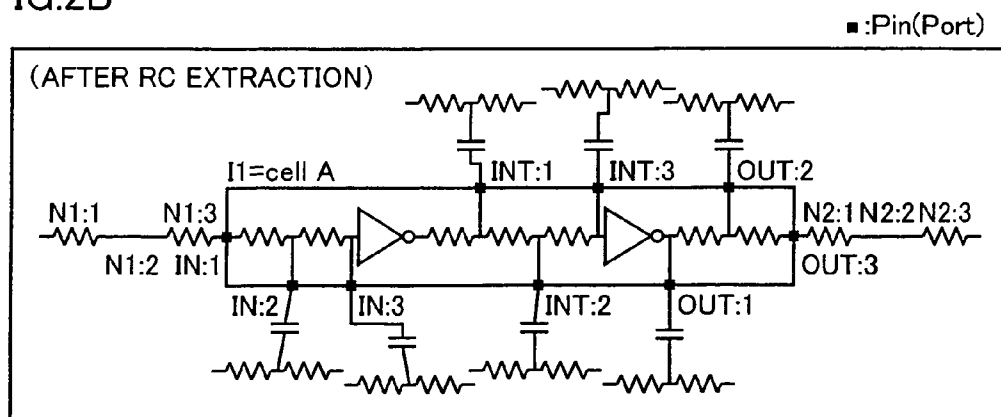 IG.2B
■:Pin(Port)
(AFTER RC EXTRACTION)
I1=cell A
INT:1
INT:3
OUT:2
N1:1
N1:3
N2:1 N2:2 N2:3
N1:2
IN:1
OUT:3
IN:2
IN:3
INT:2
OUT:1